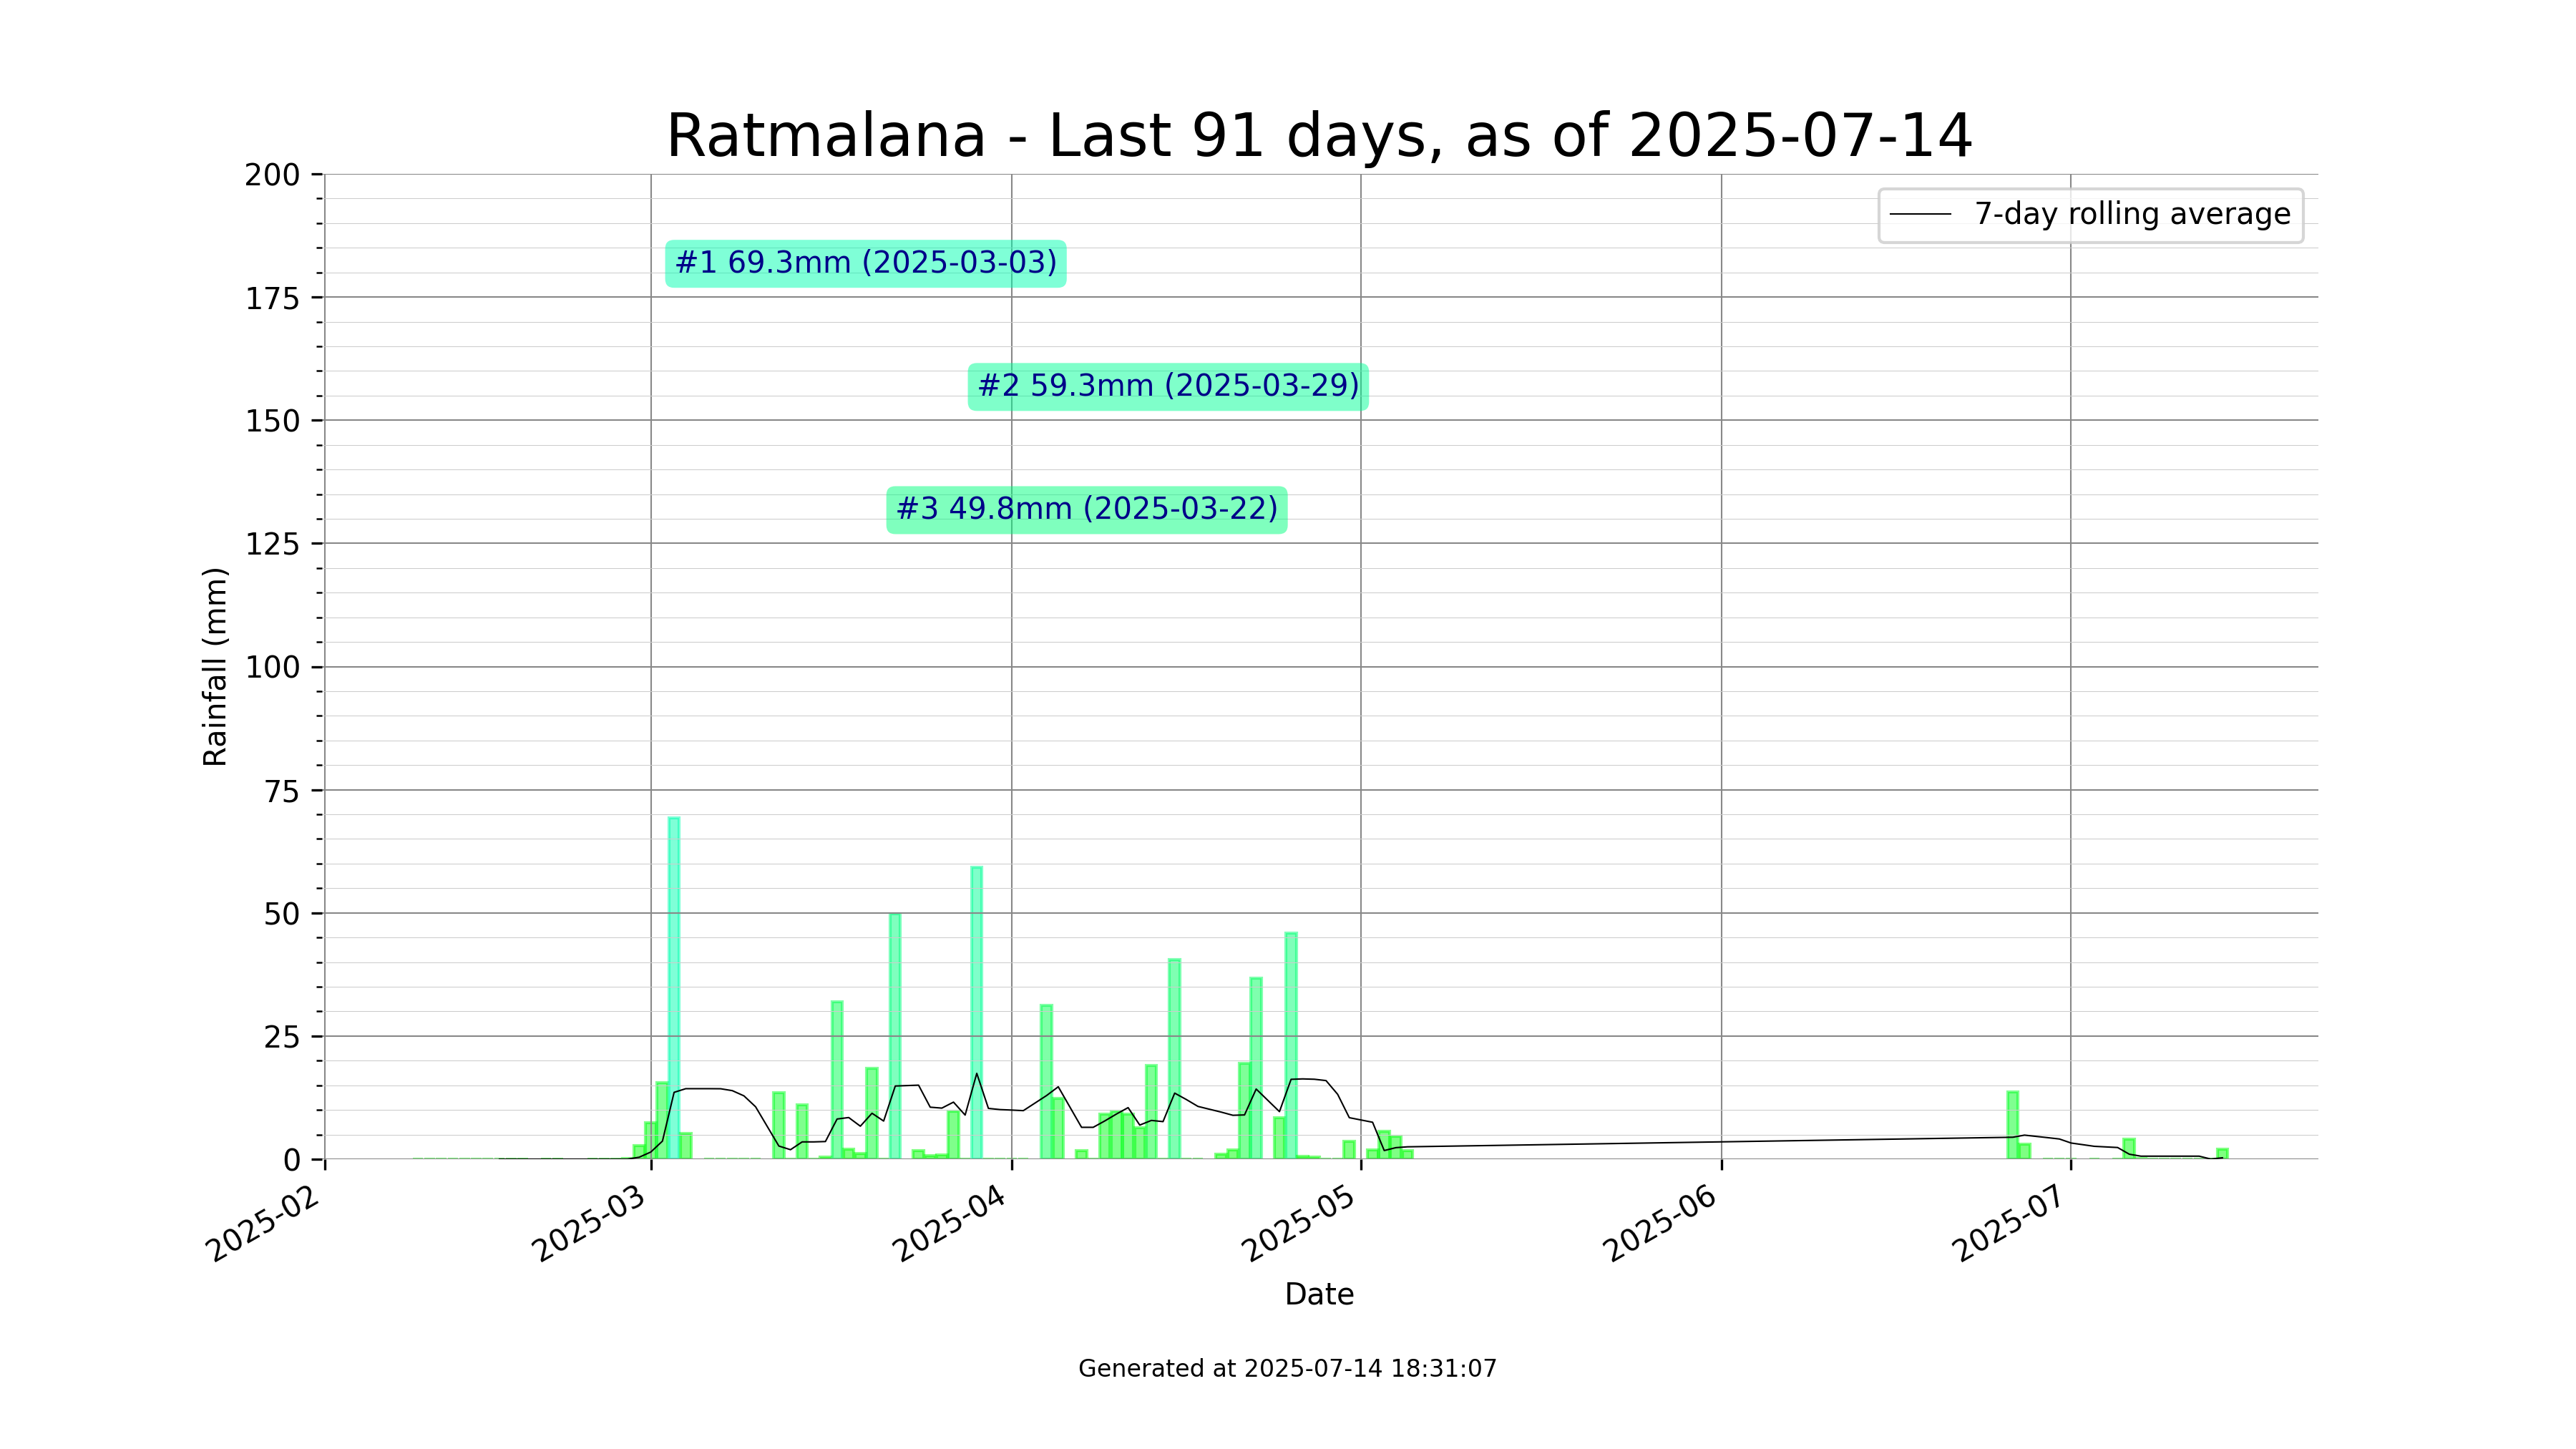 Ratmalana - Last 91 days, as of 2025-07-14
7-day rolling average
#1 69.3mm (2025-03-03)
#2 59.3mm (2025-03-29)
#3 49.8mm (2025-03-22)
Rainfall (mm)
200
175
150
125
100
75
50
25
0
2025-02
2025-03
2025-04
2025-05
2025-06
2025-07
Date
Generated at 2025-07-14 18:31:07